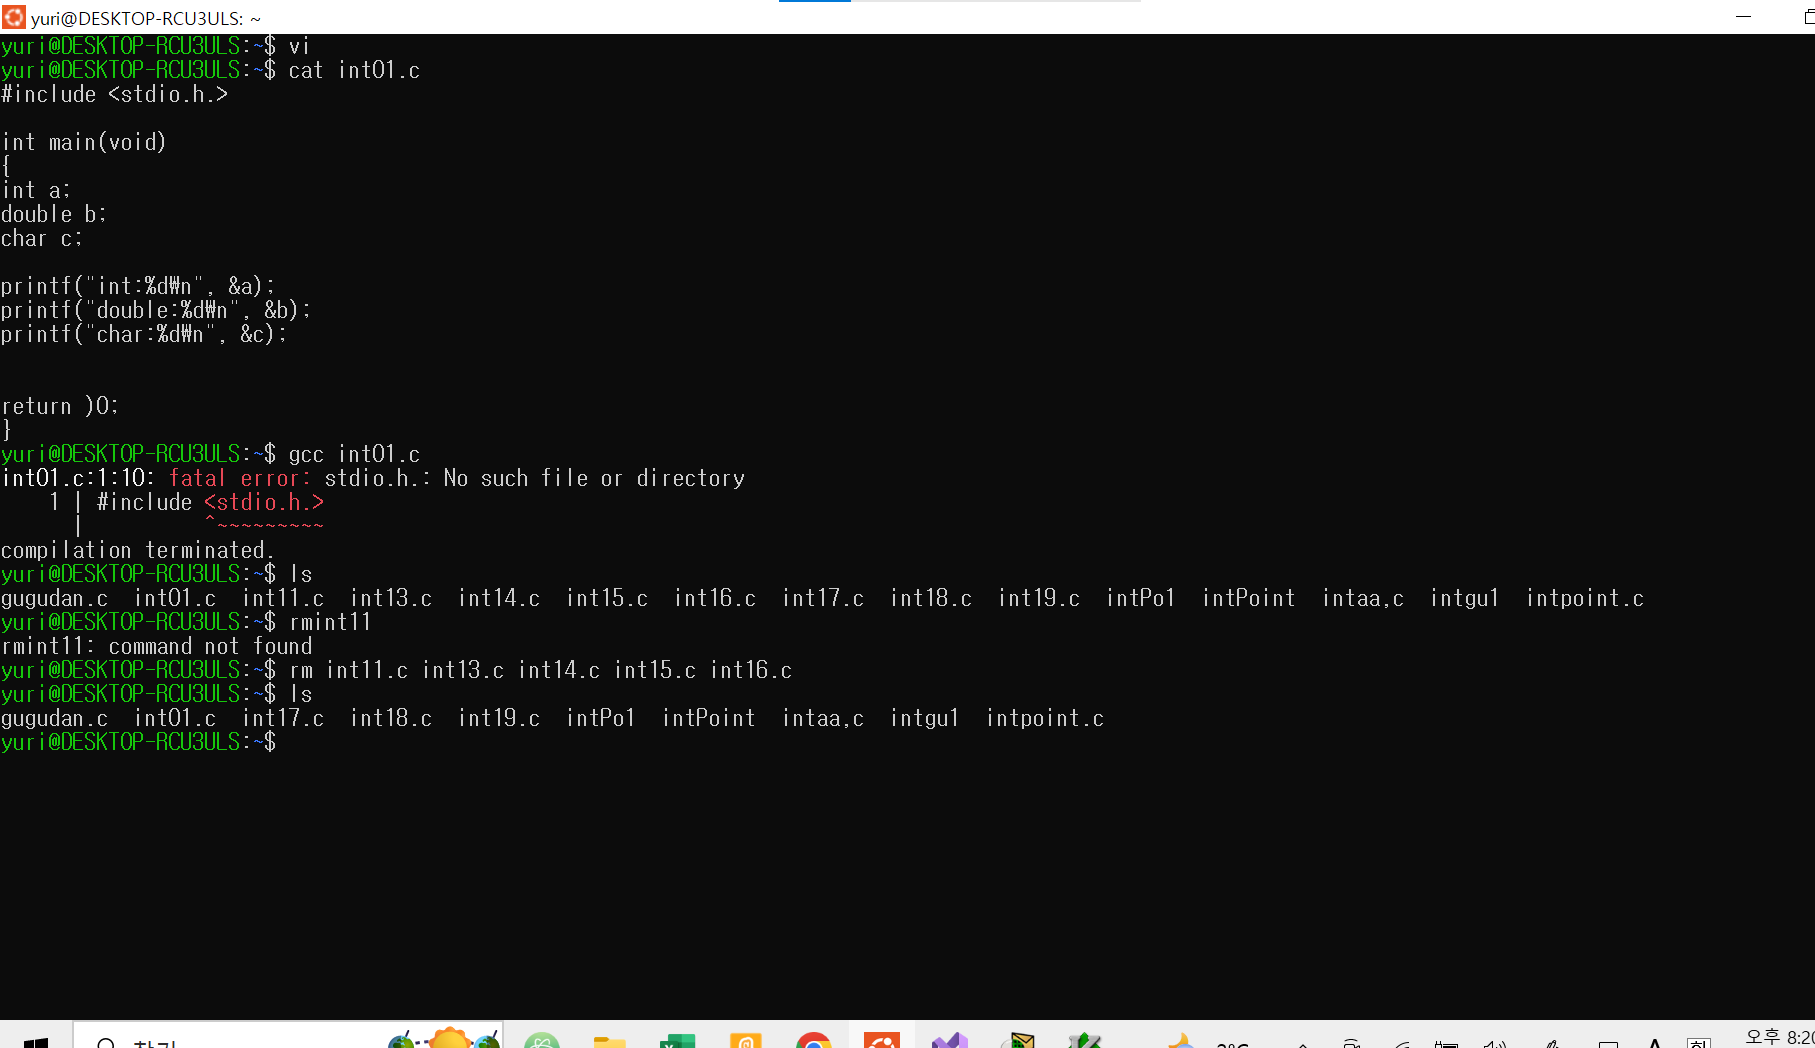 yuri@DESKTOP-RCU3ULS: ~
yuri@DESKTOP-RCU3ULS:~$ vi
yuri@DESKTOP-RCU3ULS:~$ cat int01.c
#include <stdio.h.>
int main(void)
{
int a;
double b;
char c;
printf("int:%d₩n", &a);
printf("double:%d₩n", &b);
printf("char:%d₩n", &c);
return )0;
}
yuri@DESKTOP-RCU3ULS:~$ gcc int01.c
int01.c:1:10: fatal error: stdio.h.: No such file or directory
1 | #include <stdio.h.>
| ^~~~~~~~~~
compilation terminated.
yuri@DESKTOP-RCU3ULS:~$ ls
gugudan.c int01.c int11.c int13.c int14.c int15.c int16.c int17.c int18.c int19.c intPo1 intPoint intaa,c intgu1 intpoint.c
yuri@DESKTOP-RCU3ULS:~$ rmint11
rmint11: command not found
yuri@DESKTOP-RCU3ULS:~$ rm int11.c int13.c int14.c int15.c int16.c
yuri@DESKTOP-RCU3ULS:~$ ls
gugudan.c int01.c int17.c int18.c int19.c intPo1 intPoint intaa,c intgu1 intpoint.c
yuri@DESKTOP-RCU3ULS:~$
오후 8:20